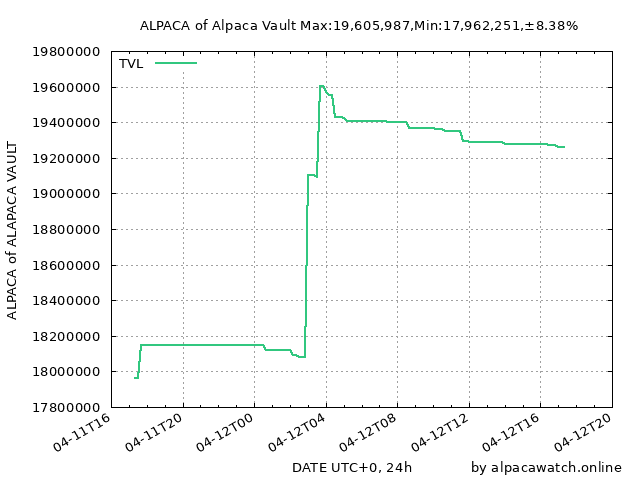 ALPACA of Alpaca Vault Max:19,605,987,Min:17,962,251,±8.38%
TVL
19800000
19600000
19400000
19200000
19000000
18800000
18600000
18400000
18200000
18000000
17800000
ALPACA of ALAPACA VAULT
04-11T16
04-11T20
04-12T00
04-12T04
04-12T08
04-12T12
04-12T16
04-12T20
DATE UTC+0, 24h
by alpacawatch.online